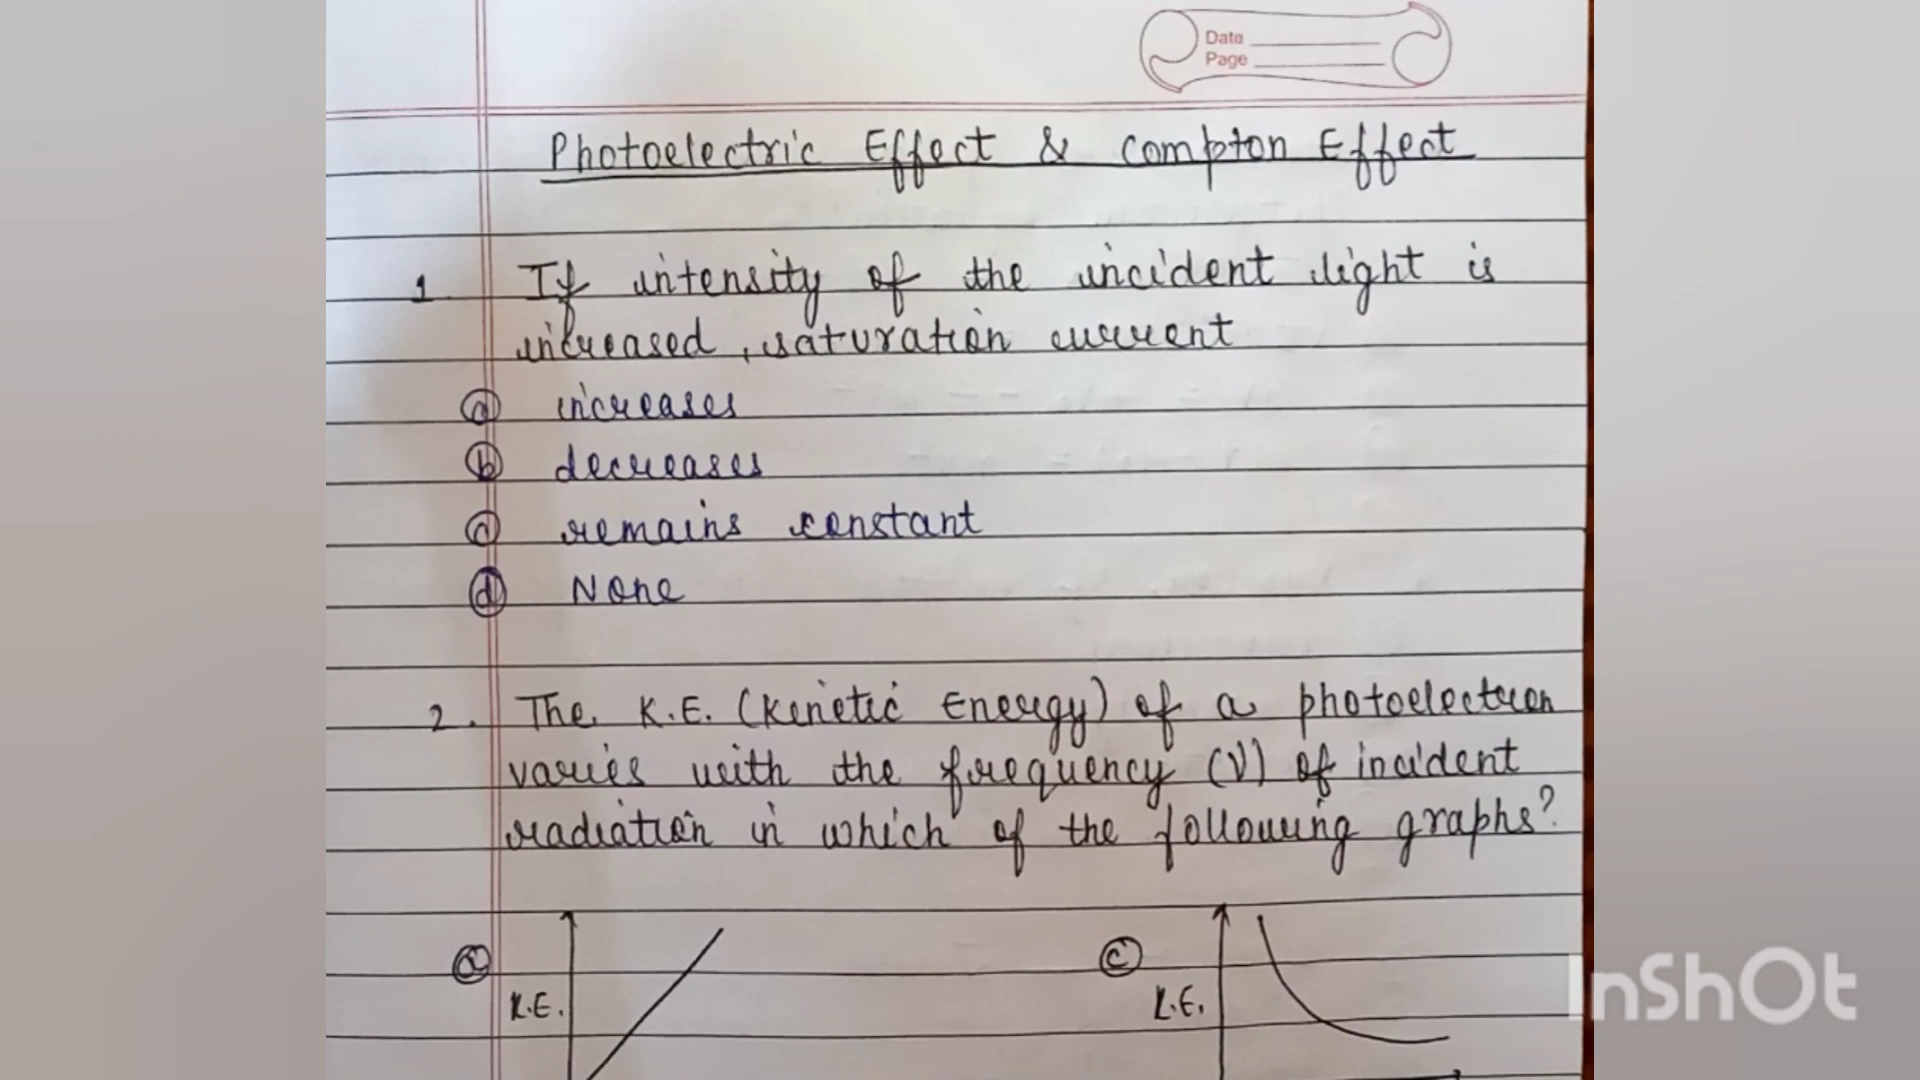 Date
Page
Photoelectric Effect & Compton Effect
1. If intensity of the incident light is
increased, saturation current
a increases
b decreases
c remains constant
d None
2. The K.E. (Kinetic Energy) of a photoelectron
varies with the frequency (ν) of incident
radiation in which of the following graphs?
a
c
K.E.
K.E.
InShOt